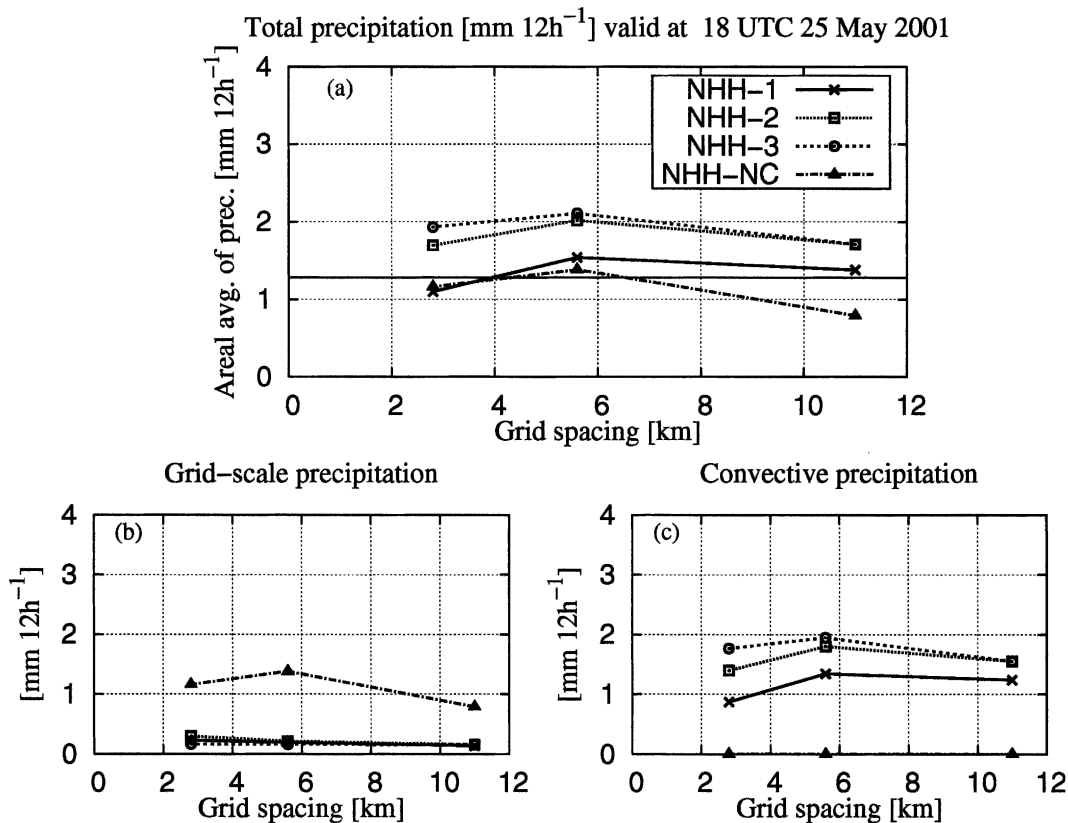 Total precipitation [mm 12h⁻¹] valid at 18 UTC 25 May 2001
Areal avg. of prec. [mm 12h⁻¹]
(a)
NHH-1
NHH-2
NHH-3
NHH-NC
4
3
2
1
0
0 2 4 6 8 10 12
Grid spacing [km]
Grid-scale precipitation
[mm 12h⁻¹]
(b)
4
3
2
1
0
0 2 4 6 8 10 12
Grid spacing [km]
Convective precipitation
[mm 12h⁻¹]
(c)
4
3
2
1
0
0 2 4 6 8 10 12
Grid spacing [km]